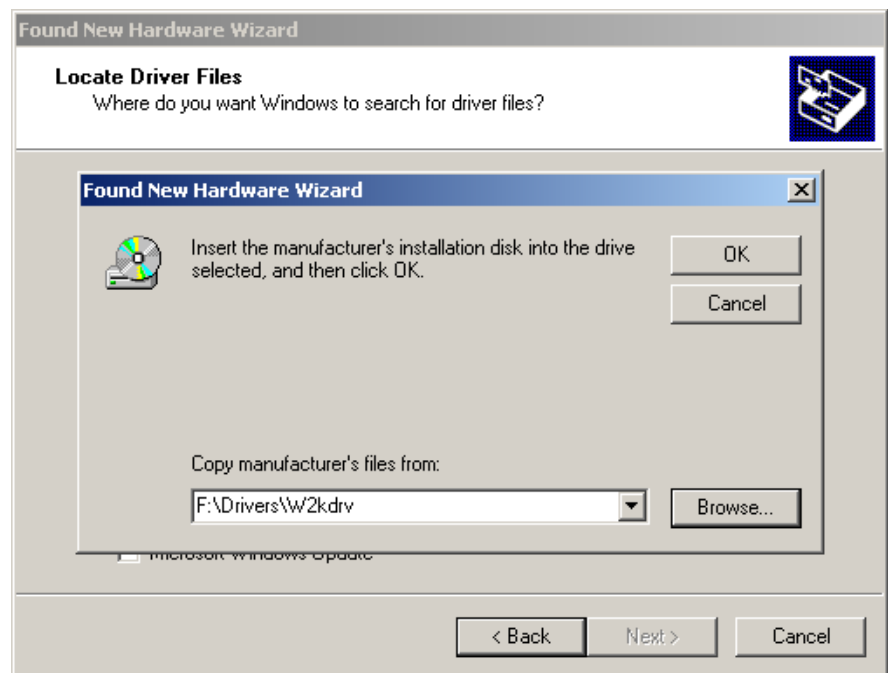 Found New Hardware Wizard
Locate Driver Files
Where do you want Windows to search for driver files?
Found New Hardware Wizard
Insert the manufacturer's installation disk into the drive
selected, and then click OK.
OK
Cancel
Copy manufacturer's files from:
F:\Drivers\W2kdrv
Browse...
Microsoft Windows Update
< Back
Next >
Cancel